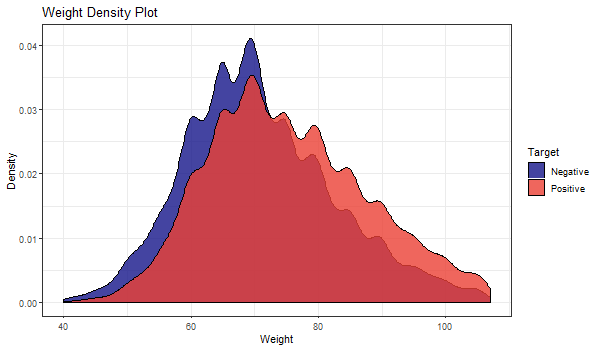 Weight Density Plot
0.04
0.03
0.02
0.01
0.00
Density
40 60 80 100
Weight
Target
Negative
Positive